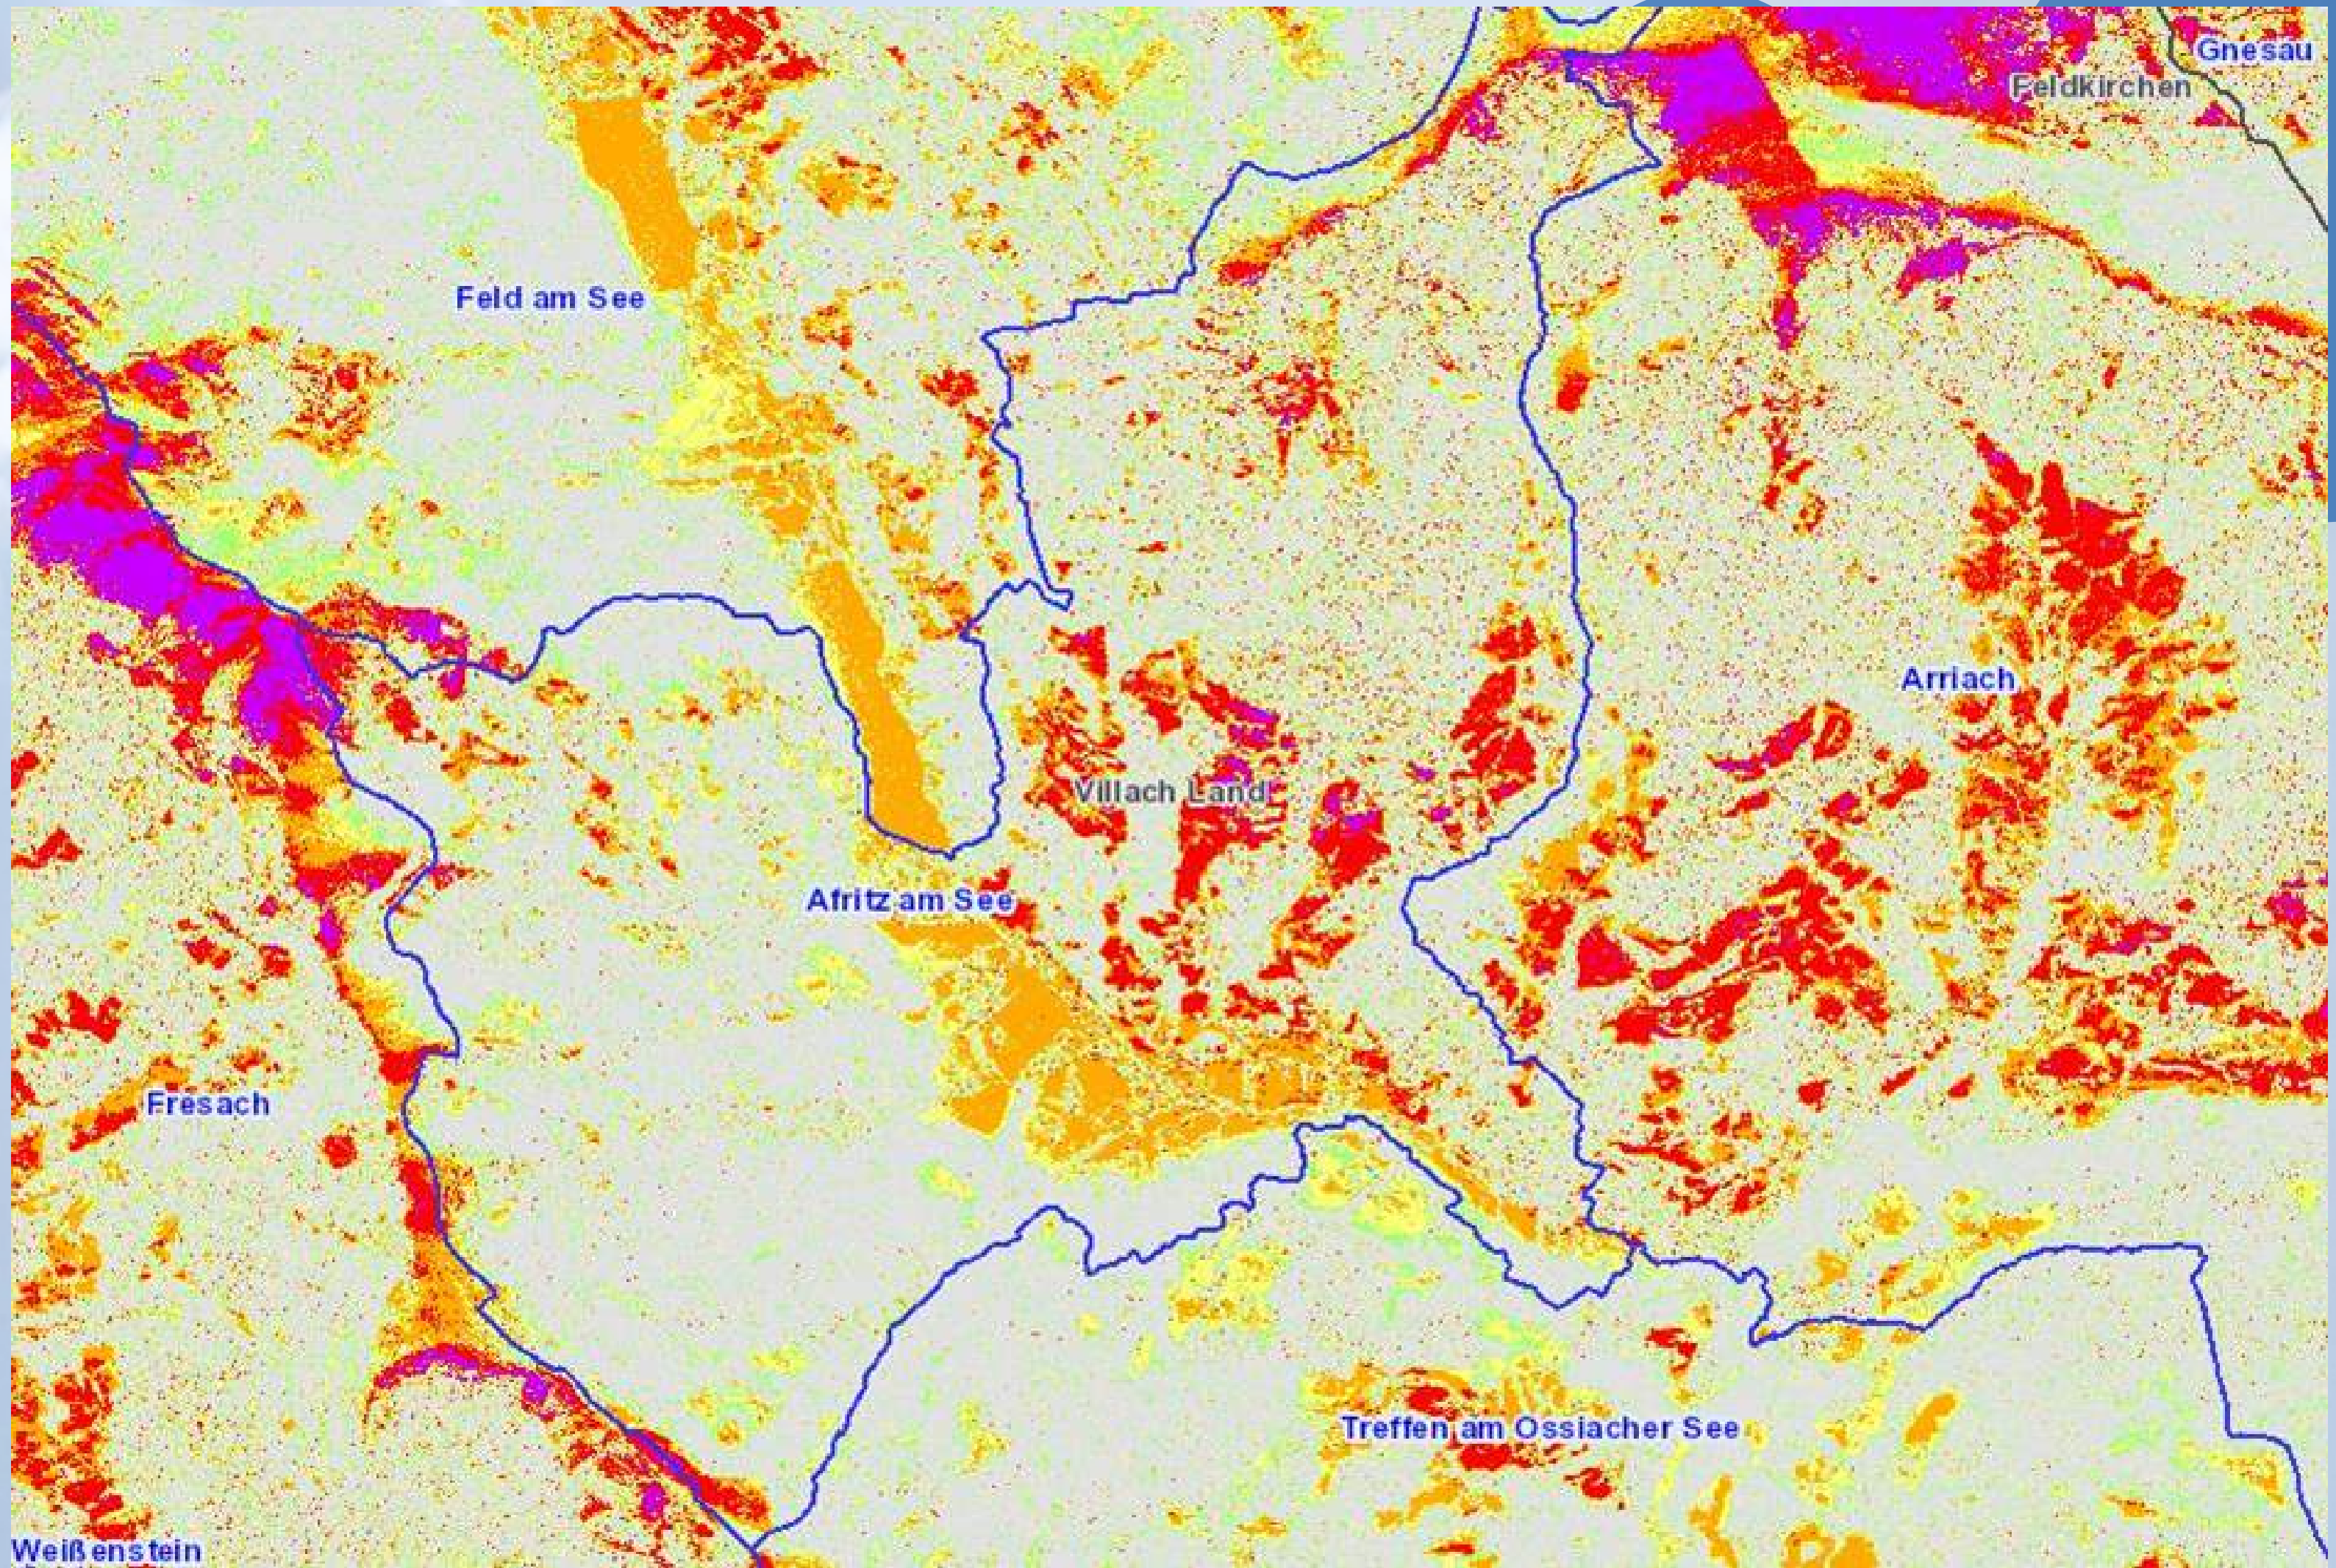 Gnesau
Feldkirchen
Feld am See
Arriach
Villach Land
Afritz am See
Fresach
Treffen am Ossiacher See
Weißenstein